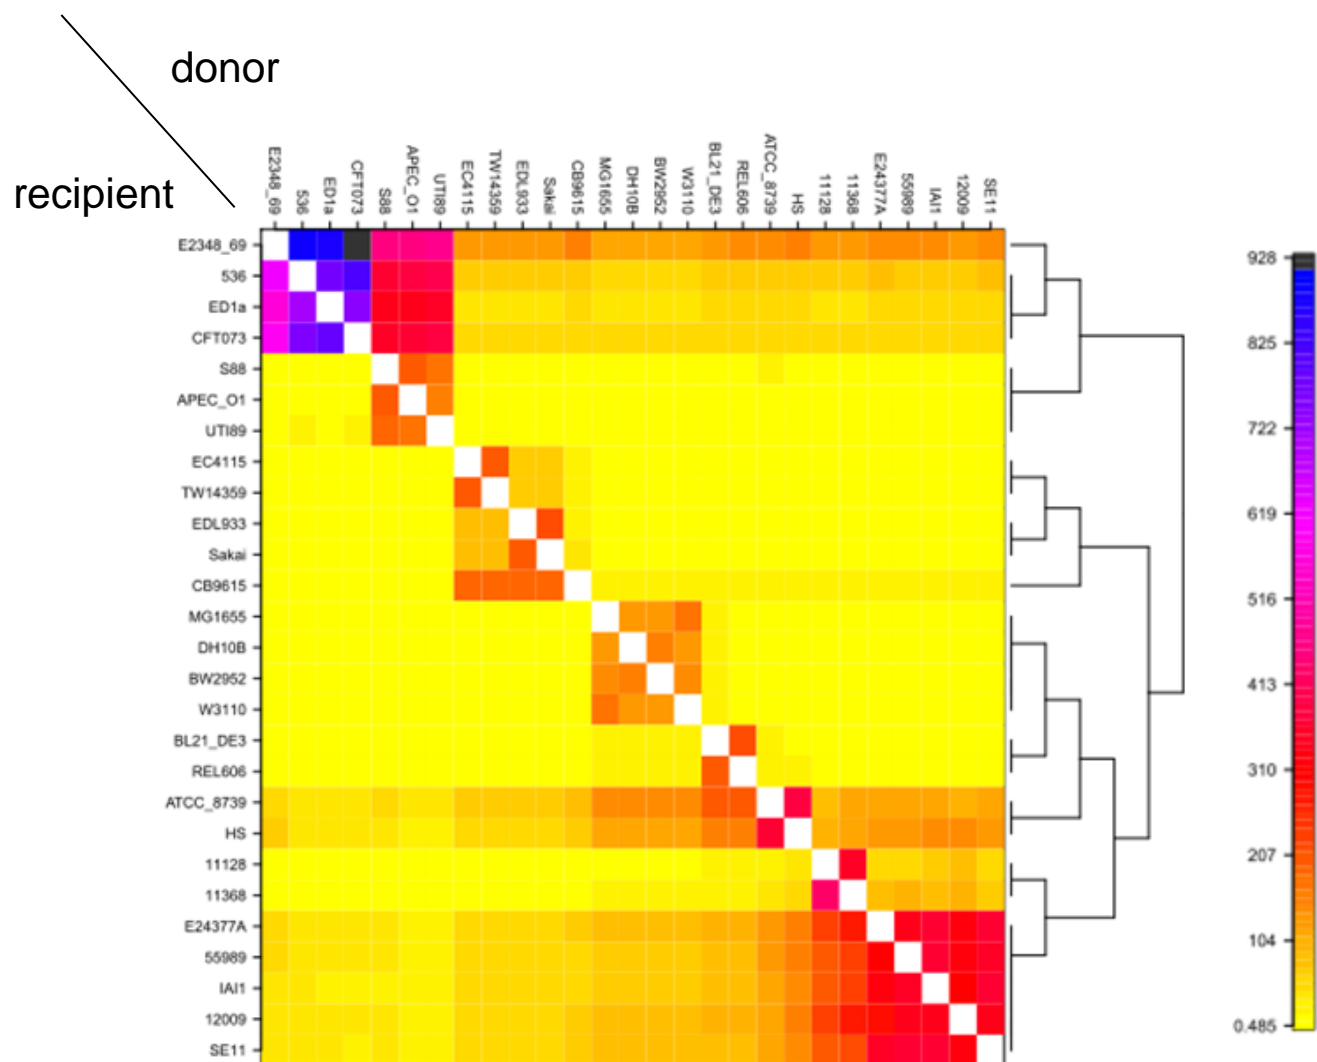 donor
recipient
E2348_69
536
ED1a
CFT073
S88
APEC_O1
UTI89
EC4115
TW14359
EDL933
Sakai
CB9615
MG1655
DH10B
BW2952
W3110
BL21_DE3
REL606
ATCC_8739
HS
11128
11368
E24377A
55989
IAI1
12009
SE11
E2348_69
536
ED1a
CFT073
S88
APEC_O1
UTI89
EC4115
TW14359
EDL933
Sakai
CB9615
MG1655
DH10B
BW2952
W3110
BL21_DE3
REL606
ATCC_8739
HS
11128
11368
E24377A
55989
IAI1
12009
SE11
928
825
722
619
516
413
310
207
104
0.485